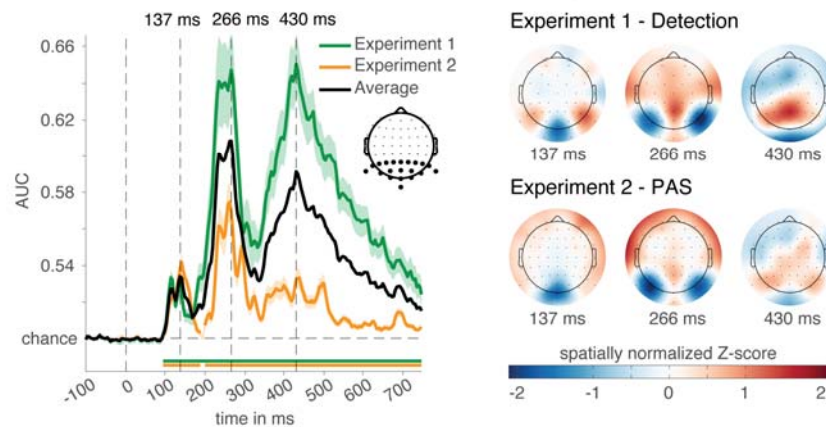 137 ms 266 ms 430 ms
0.66
0.62
0.58
0.54
chance
AUC
Experiment 1
Experiment 2
Average
-100 0 100 200 300 400 500 600 700
time in ms
Experiment 1 - Detection
137 ms 266 ms 430 ms
Experiment 2 - PAS
137 ms 266 ms 430 ms
spatially normalized Z-score
-2 -1 0 1 2